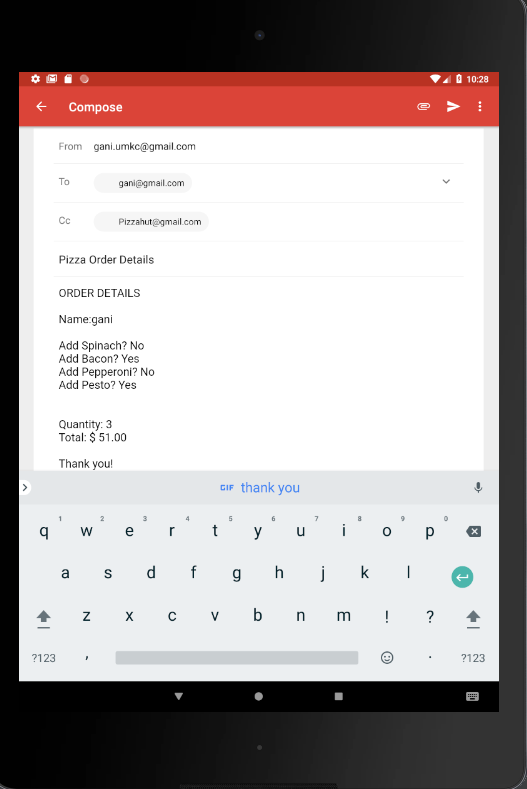 10:28
Compose
From gani.umkc@gmail.com
To gani@gmail.com
Cc Pizzahut@gmail.com
Pizza Order Details
ORDER DETAILS
Name:gani
Add Spinach? No
Add Bacon? Yes
Add Pepperoni? No
Add Pesto? Yes
Quantity: 3
Total: $ 51.00
Thank you!
GIF thank you
1 2 3 4 5 6 7 8 9 0
q w e r t y u i o p
a s d f g h j k l
z x c v b n m ! ?
?123 , . ?123